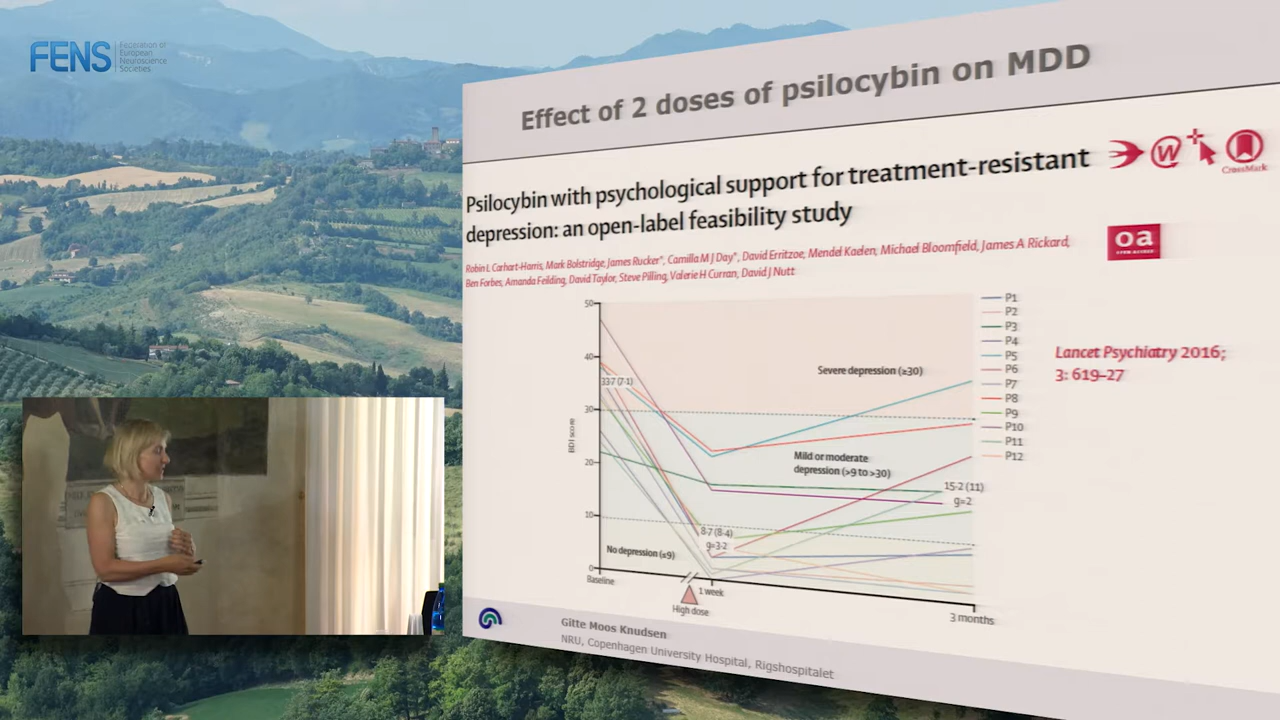 FENS
Federation of
European
Neuroscience
Societies
Effect of 2 doses of psilocybin on MDD
Psilocybin with psychological support for treatment-resistant
depression: an open-label feasibility study
Robin L Carhart-Harris, Mark Bolstridge, James Rucker*, Camilla M J Day*, David Erritzoe, Mendel Kaelen, Michael Bloomfield, James A Rickard,
Ben Forbes, Amanda Feilding, David Taylor, Steve Pilling, Valerie H Curran, David J Nutt
CrossMark
oa
OPEN ACCESS
Lancet Psychiatry 2016;
3: 619–27
BDI score
50
40
30
20
10
0
33·7 (7·1)
Severe depression (≥30)
Mild or moderate
depression (>9 to >30)
15·2 (11)
g=2
8·7 (8·4)
g=3·2
No depression (≤9)
Baseline
1 week
High dose
3 months
P1
P2
P3
P4
P5
P6
P7
P8
P9
P10
P11
P12
Gitte Moos Knudsen
NRU, Copenhagen University Hospital, Rigshospitalet